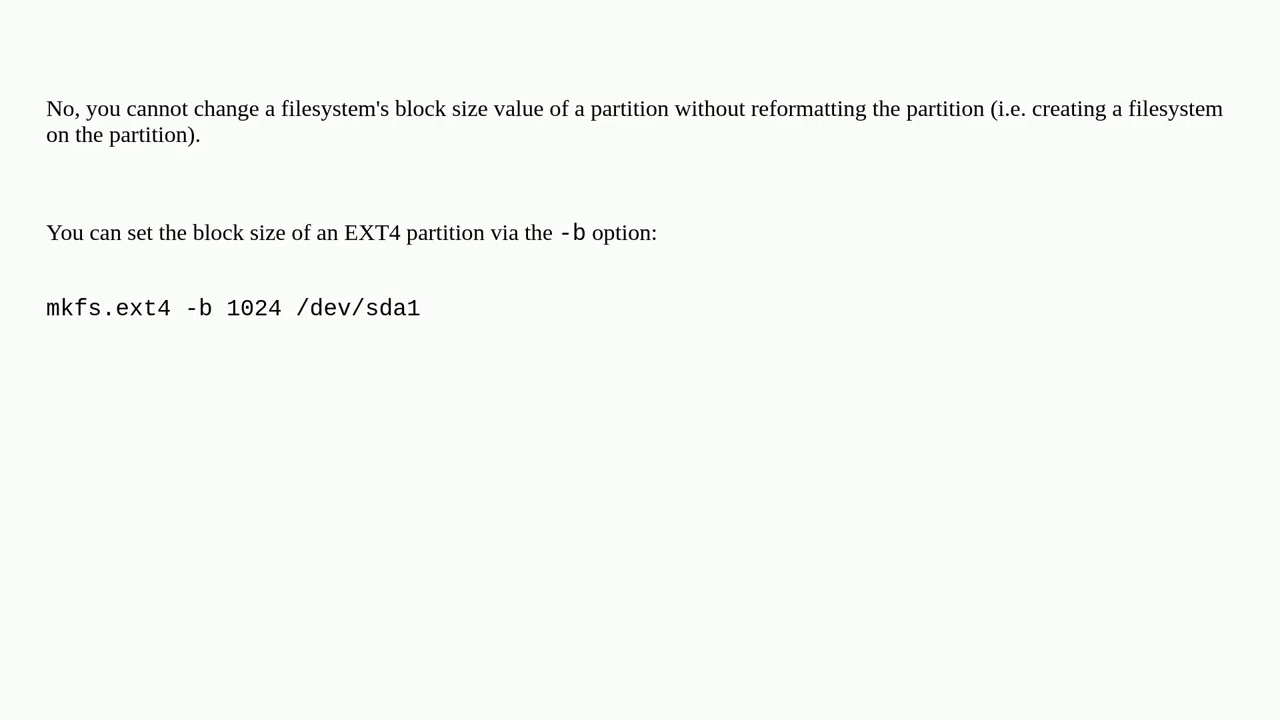 No, you cannot change a filesystem's block size value of a partition without reformatting the partition (i.e. creating a filesystem
on the partition).
You can set the block size of an EXT4 partition via the -b option:
mkfs.ext4 -b 1024 /dev/sda1